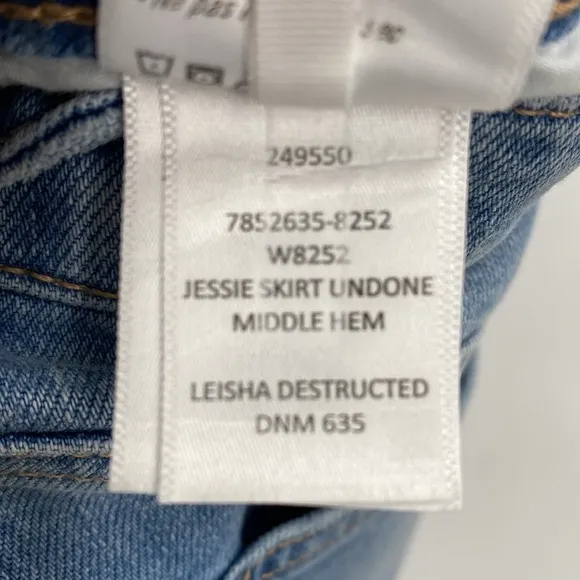 249550
7852635-8252
W8252
JESSIE SKIRT UNDONE
MIDDLE HEM
LEISHA DESTRUCTED
DNM 635